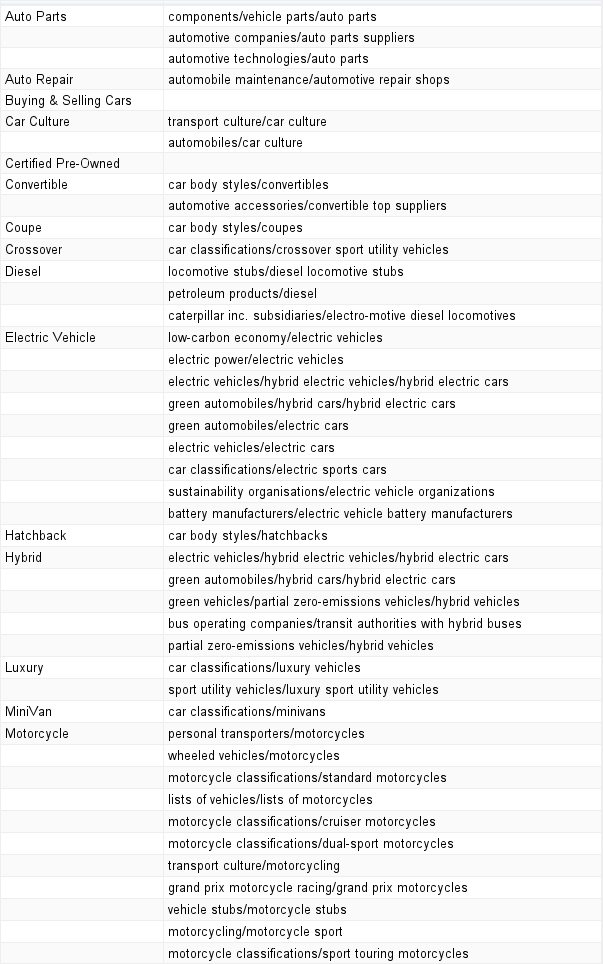 Auto Parts components/vehicle parts/auto parts
automotive companies/auto parts suppliers
automotive technologies/auto parts
Auto Repair automobile maintenance/automotive repair shops
Buying & Selling Cars
Car Culture transport culture/car culture
automobiles/car culture
Certified Pre-Owned
Convertible car body styles/convertibles
automotive accessories/convertible top suppliers
Coupe car body styles/coupes
Crossover car classifications/crossover sport utility vehicles
Diesel locomotive stubs/diesel locomotive stubs
petroleum products/diesel
caterpillar inc. subsidiaries/electro-motive diesel locomotives
Electric Vehicle low-carbon economy/electric vehicles
electric power/electric vehicles
electric vehicles/hybrid electric vehicles/hybrid electric cars
green automobiles/hybrid cars/hybrid electric cars
green automobiles/electric cars
electric vehicles/electric cars
car classifications/electric sports cars
sustainability organisations/electric vehicle organizations
battery manufacturers/electric vehicle battery manufacturers
Hatchback car body styles/hatchbacks
Hybrid electric vehicles/hybrid electric vehicles/hybrid electric cars
green automobiles/hybrid cars/hybrid electric cars
green vehicles/partial zero-emissions vehicles/hybrid vehicles
bus operating companies/transit authorities with hybrid buses
partial zero-emissions vehicles/hybrid vehicles
Luxury car classifications/luxury vehicles
sport utility vehicles/luxury sport utility vehicles
MiniVan car classifications/minivans
Motorcycle personal transporters/motorcycles
wheeled vehicles/motorcycles
motorcycle classifications/standard motorcycles
lists of vehicles/lists of motorcycles
motorcycle classifications/cruiser motorcycles
motorcycle classifications/dual-sport motorcycles
transport culture/motorcycling
grand prix motorcycle racing/grand prix motorcycles
vehicle stubs/motorcycle stubs
motorcycling/motorcycle sport
motorcycle classifications/sport touring motorcycles